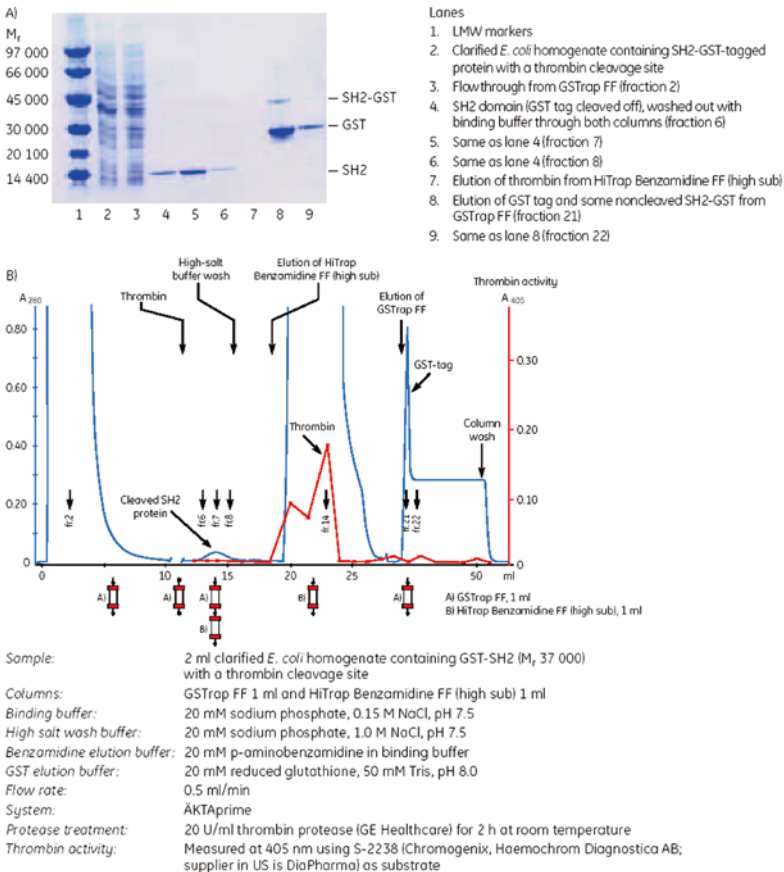 A)
Mr
97 000
66 000
45 000
30 000
20 100
14 400
SH2-GST
GST
SH2
1 2 3 4 5 6 7 8 9
Lanes
1. LMW markers
2. Clarified E. coli homogenate containing SH2-GST-tagged
protein with a thrombin cleavage site
3. Flowthrough from GSTrap FF (fraction 2)
4. SH2 domain (GST tag cleaved off), washed out with
binding buffer through both columns (fraction 6)
5. Same as lane 4 (fraction 7)
6. Same as lane 4 (fraction 8)
7. Elution of thrombin from HiTrap Benzamidine FF (high sub)
8. Elution of GST tag and some noncleaved SH2-GST from
GSTrap FF (fraction 21)
9. Same as lane 8 (fraction 22)
B)
A 280
Thrombin
High-salt
buffer wash
Elution of HiTrap
Benzamidine FF (high sub)
Elution of
GSTrap FF
Thrombin activity
A 405
0.80
0.60
0.40
0.20
0
0.30
0.20
0.10
0
GST-tag
Thrombin
Column
wash
Cleaved SH2
protein
fr.2
fr.6
fr.7
fr.8
fr.14
fr.21
fr.22
0 10 15 20 25 50 ml
A)
A)
A)
B)
B)
A)
A) GSTrap FF, 1 ml
B) HiTrap Benzamidine FF (high sub), 1 ml
Sample: 2 ml clarified E. coli homogenate containing GST-SH2 (Mr 37 000)
with a thrombin cleavage site
Columns: GSTrap FF 1 ml and HiTrap Benzamidine FF (high sub) 1 ml
Binding buffer: 20 mM sodium phosphate, 0.15 M NaCl, pH 7.5
High salt wash buffer: 20 mM sodium phosphate, 1.0 M NaCl, pH 7.5
Benzamidine elution buffer: 20 mM p-aminobenzamidine in binding buffer
GST elution buffer: 20 mM reduced glutathione, 50 mM Tris, pH 8.0
Flow rate: 0.5 ml/min
System: ÄKTAprime
Protease treatment: 20 U/ml thrombin protease (GE Healthcare) for 2 h at room temperature
Thrombin activity: Measured at 405 nm using S-2238 (Chromogenix, Haemochrom Diagnostica AB;
supplier in US is DiaPharma) as substrate